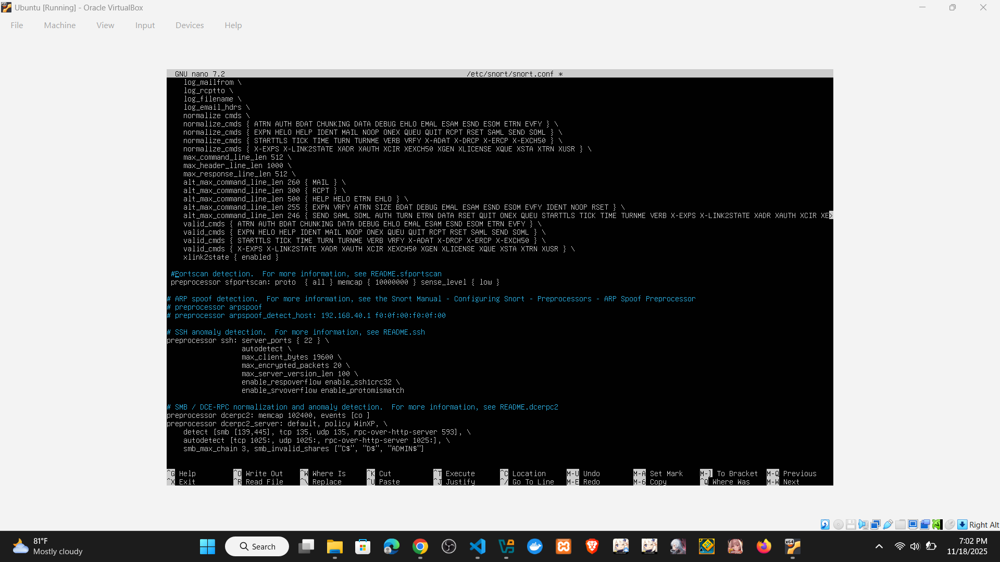 Ubuntu [Running] - Oracle VirtualBox
File Machine View Input Devices Help
GNU nano 7.2 /etc/snort/snort.conf *
log_mailfrom \
log_rcptto \
log_filename \
log_email_hdrs \
normalize cmds \
normalize_cmds { ATRN AUTH BDAT CHUNKING DATA DEBUG EHLO EMAL ESAM ESND ESOM ETRN EVFY } \
normalize_cmds { EXPN HELO HELP IDENT MAIL NOOP ONEX QUEU QUIT RCPT RSET SAML SEND SOML } \
normalize_cmds { STARTTLS TICK TIME TURN TURNME VERB VRFY X-ADAT X-DRCP X-ERCP X-EXCH50 } \
normalize_cmds { X-EXPS X-LINK2STATE XADR XAUTH XCIR XEXCH50 XGEN XLICENSE XQUE XSTA XTRN XUSR } \
max_command_line_len 512 \
max_header_line_len 1000 \
max_response_line_len 512 \
alt_max_command_line_len 260 { MAIL } \
alt_max_command_line_len 300 { RCPT } \
alt_max_command_line_len 500 { HELP HELO ETRN EHLO } \
alt_max_command_line_len 255 { EXPN VRFY ATRN SIZE BDAT DEBUG EMAL ESAM ESND ESOM EVFY IDENT NOOP RSET } \
alt_max_command_line_len 246 { SEND SAML SOML AUTH TURN ETRN DATA RSET QUIT ONEX QUEU STARTTLS TICK TIME TURNME VERB X-EXPS X-LINK2STATE XADR XAUTH XCIR XE>
valid_cmds { ATRN AUTH BDAT CHUNKING DATA DEBUG EHLO EMAL ESAM ESND ESOM ETRN EVFY } \
valid_cmds { EXPN HELO HELP IDENT MAIL NOOP ONEX QUEU QUIT RCPT RSET SAML SEND SOML } \
valid_cmds { STARTTLS TICK TIME TURN TURNME VERB VRFY X-ADAT X-DRCP X-ERCP X-EXCH50 } \
valid_cmds { X-EXPS X-LINK2STATE XADR XAUTH XCIR XEXCH50 XGEN XLICENSE XQUE XSTA XTRN XUSR } \
xlink2state { enabled }
#Portscan detection.  For more information, see README.sfportscan
preprocessor sfportscan: proto  { all } memcap { 10000000 } sense_level { low }
# ARP spoof detection.  For more information, see the Snort Manual - Configuring Snort - Preprocessors - ARP Spoof Preprocessor
# preprocessor arpspoof
# preprocessor arpspoof_detect_host: 192.168.40.1 f0:0f:00:f0:0f:00
# SSH anomaly detection.  For more information, see README.ssh
preprocessor ssh: server_ports { 22 } \
autodetect \
max_client_bytes 19600 \
max_encrypted_packets 20 \
max_server_version_len 100 \
enable_respoverflow enable_ssh1crc32 \
enable_srvoverflow enable_protomismatch
# SMB / DCE-RPC normalization and anomaly detection.  For more information, see README.dcerpc2
preprocessor dcerpc2: memcap 102400, events [co ]
preprocessor dcerpc2_server: default, policy WinXP, \
detect [smb [139,445], tcp 135, udp 135, rpc-over-http-server 593], \
autodetect [tcp 1025:, udp 1025:, rpc-over-http-server 1025:], \
smb_max_chain 3, smb_invalid_shares ["C$", "D$", "ADMIN$"]
^G Help ^O Write Out ^W Where Is ^K Cut ^T Execute ^C Location M-U Undo M-A Set Mark M-] To Bracket M-Q Previous
^X Exit ^R Read File ^\ Replace ^U Paste ^J Justify ^/ Go To Line M-E Redo M-6 Copy ^Q Where Was M-W Next
Right Alt
81°F
Mostly cloudy
Search
7:02 PM
11/18/2025